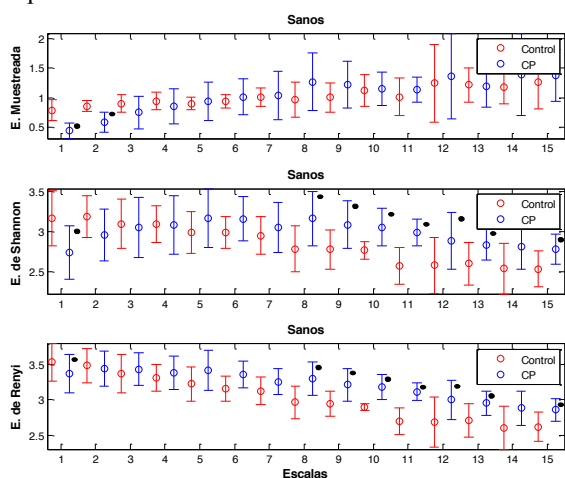 Sanos
2
1.5
1
0.5
E. Muestreada
Control
CP
1 2 3 4 5 6 7 8 9 10 11 12 13 14 15
Sanos
3.5
3
2.5
E. de Shannon
Control
CP
1 2 3 4 5 6 7 8 9 10 11 12 13 14 15
Sanos
3.5
3
2.5
E. de Renyi
Control
CP
1 2 3 4 5 6 7 8 9 10 11 12 13 14 15
Escalas